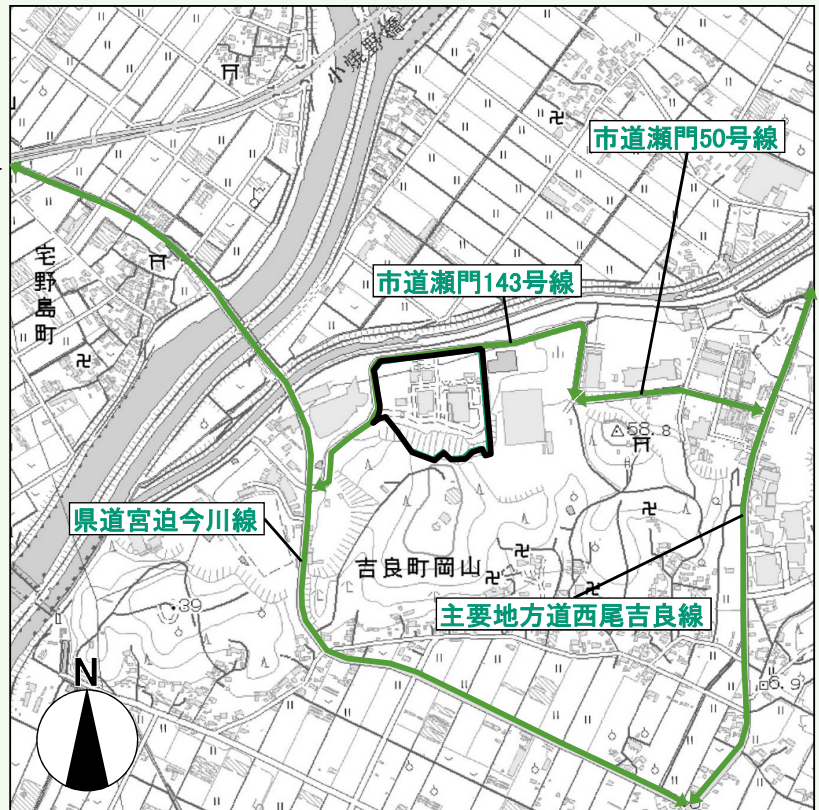 小焼野橋
市道瀬門50号線
宅野島町
市道瀬門143号線
58.8
県道宮迫今川線
吉良町岡山
39
主要地方道西尾吉良線
6.9
N